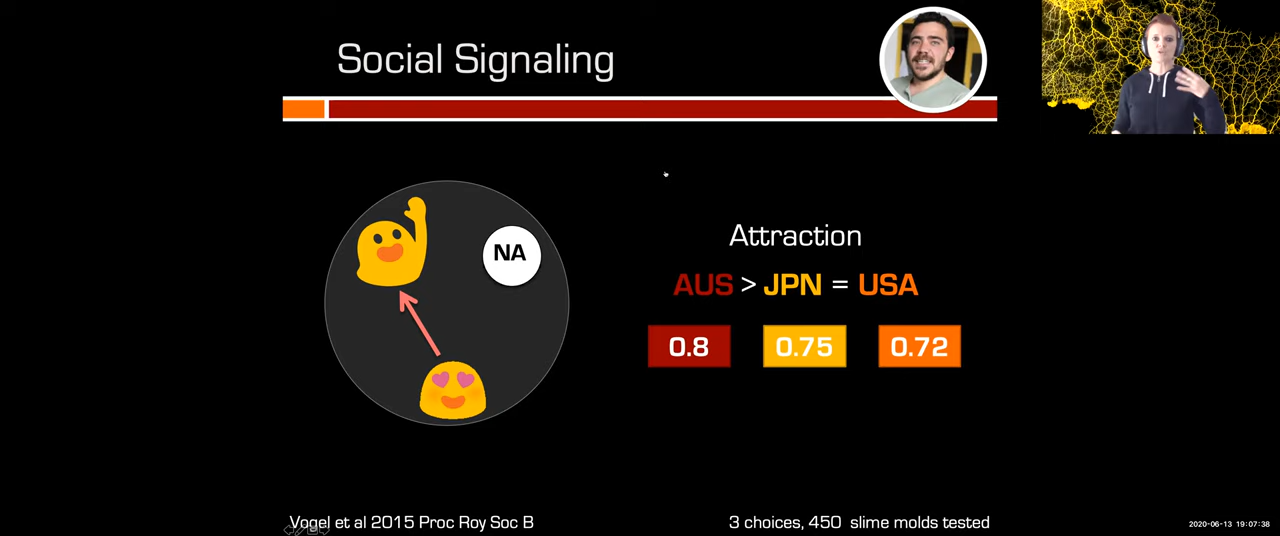 Social Signaling
NA
Attraction
AUS > JPN = USA
0.8 0.75 0.72
Vogel et al 2015 Proc Roy Soc B
3 choices, 450 slime molds tested
2020-06-13 19:07:38